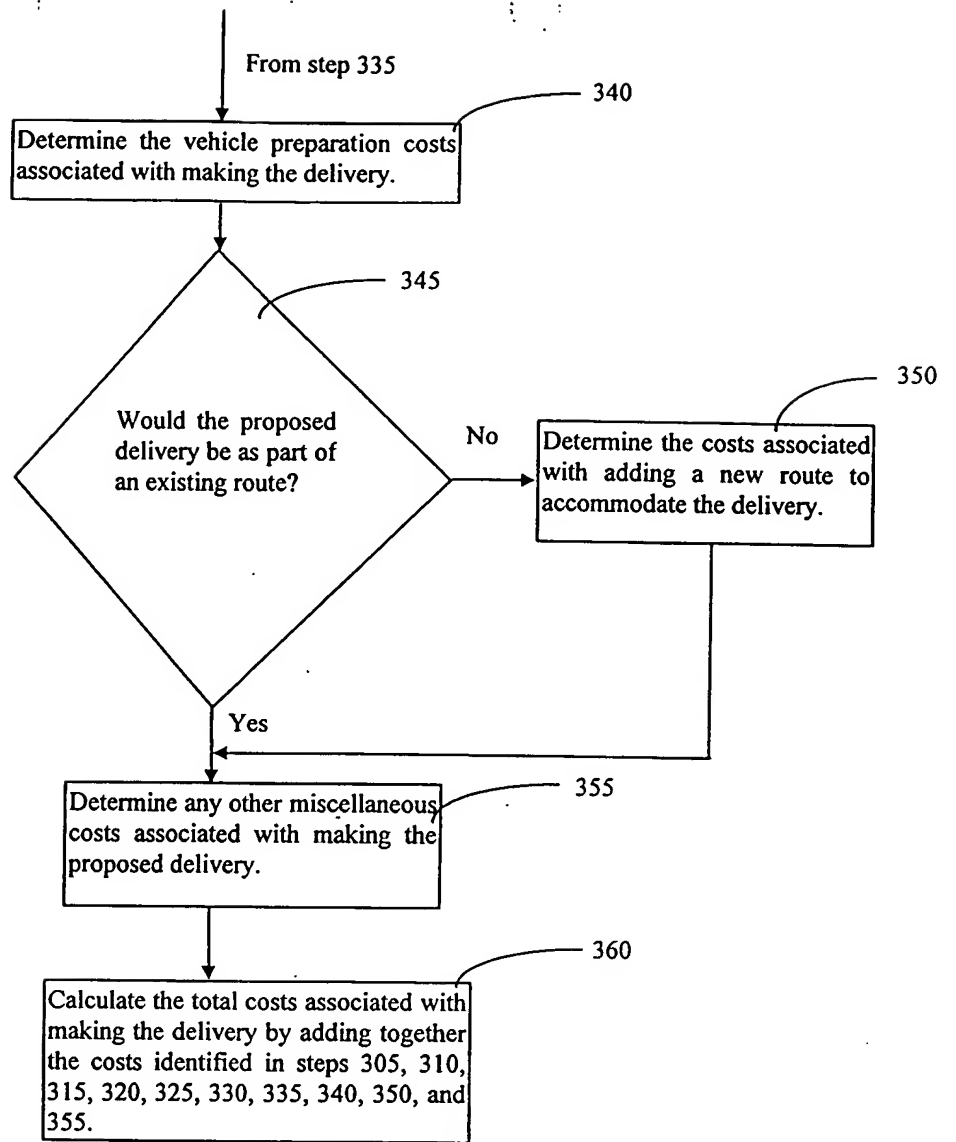 From step 335
340
Determine the vehicle preparation costs
associated with making the delivery.
345
Would the proposed
delivery be as part of
an existing route?
No
350
Determine the costs associated
with adding a new route to
accommodate the delivery.
Yes
355
Determine any other miscellaneous
costs associated with making the
proposed delivery.
360
Calculate the total costs associated with
making the delivery by adding together
the costs identified in steps 305, 310,
315, 320, 325, 330, 335, 340, 350, and
355.